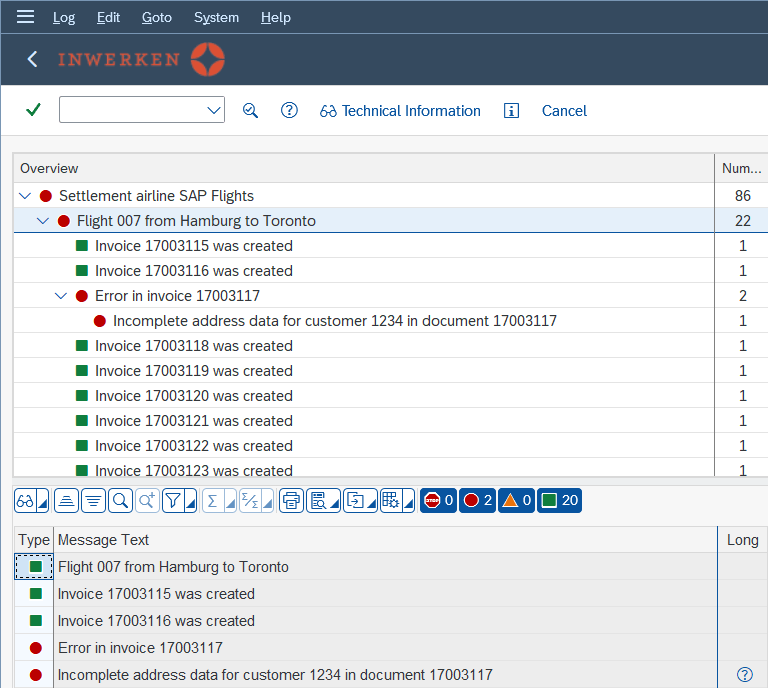 Log Edit Goto System Help
INWERKEN
Technical Information Cancel
Overview Num...
Settlement airline SAP Flights 86
Flight 007 from Hamburg to Toronto 22
Invoice 17003115 was created 1
Invoice 17003116 was created 1
Error in invoice 17003117 2
Incomplete address data for customer 1234 in document 17003117 1
Invoice 17003118 was created 1
Invoice 17003119 was created 1
Invoice 17003120 was created 1
Invoice 17003121 was created 1
Invoice 17003122 was created 1
Invoice 17003123 was created 1
STOP 0 2 0 20
Type Message Text Long
Flight 007 from Hamburg to Toronto
Invoice 17003115 was created
Invoice 17003116 was created
Error in invoice 17003117
Incomplete address data for customer 1234 in document 17003117